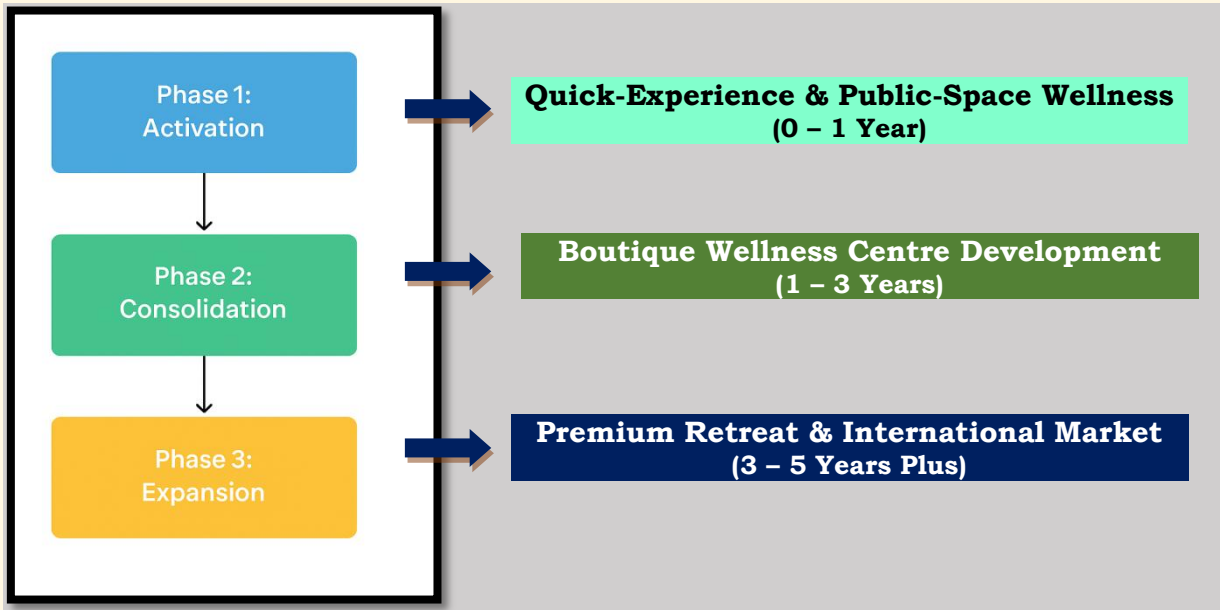 Phase 1:
Activation
Quick-Experience & Public-Space Wellness
(0 – 1 Year)
Phase 2:
Consolidation
Boutique Wellness Centre Development
(1 – 3 Years)
Phase 3:
Expansion
Premium Retreat & International Market
(3 – 5 Years Plus)